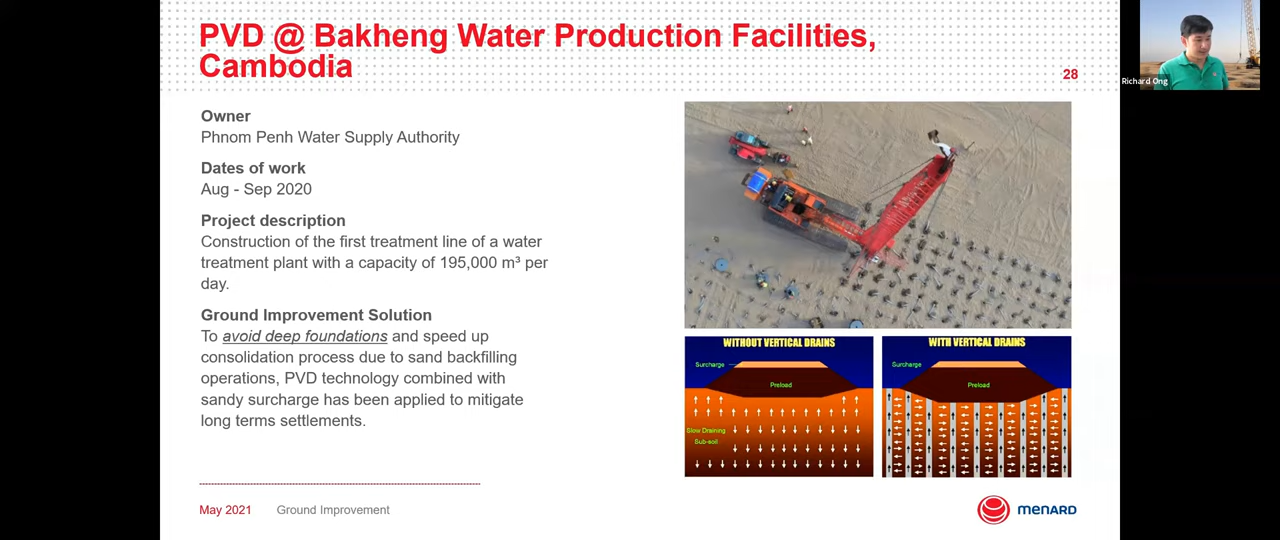 PVD @ Bakheng Water Production Facilities,
Cambodia
28
Richard Ong
Owner
Phnom Penh Water Supply Authority
Dates of work
Aug - Sep 2020
Project description
Construction of the first treatment line of a water
treatment plant with a capacity of 195,000 m³ per
day.
Ground Improvement Solution
To avoid deep foundations and speed up
consolidation process due to sand backfilling
operations, PVD technology combined with
sandy surcharge has been applied to mitigate
long terms settlements.
WITHOUT VERTICAL DRAINS
Surcharge
Preload
Slow Draining
Sub-soil
WITH VERTICAL DRAINS
Surcharge
Preload
May 2021 Ground Improvement
menard